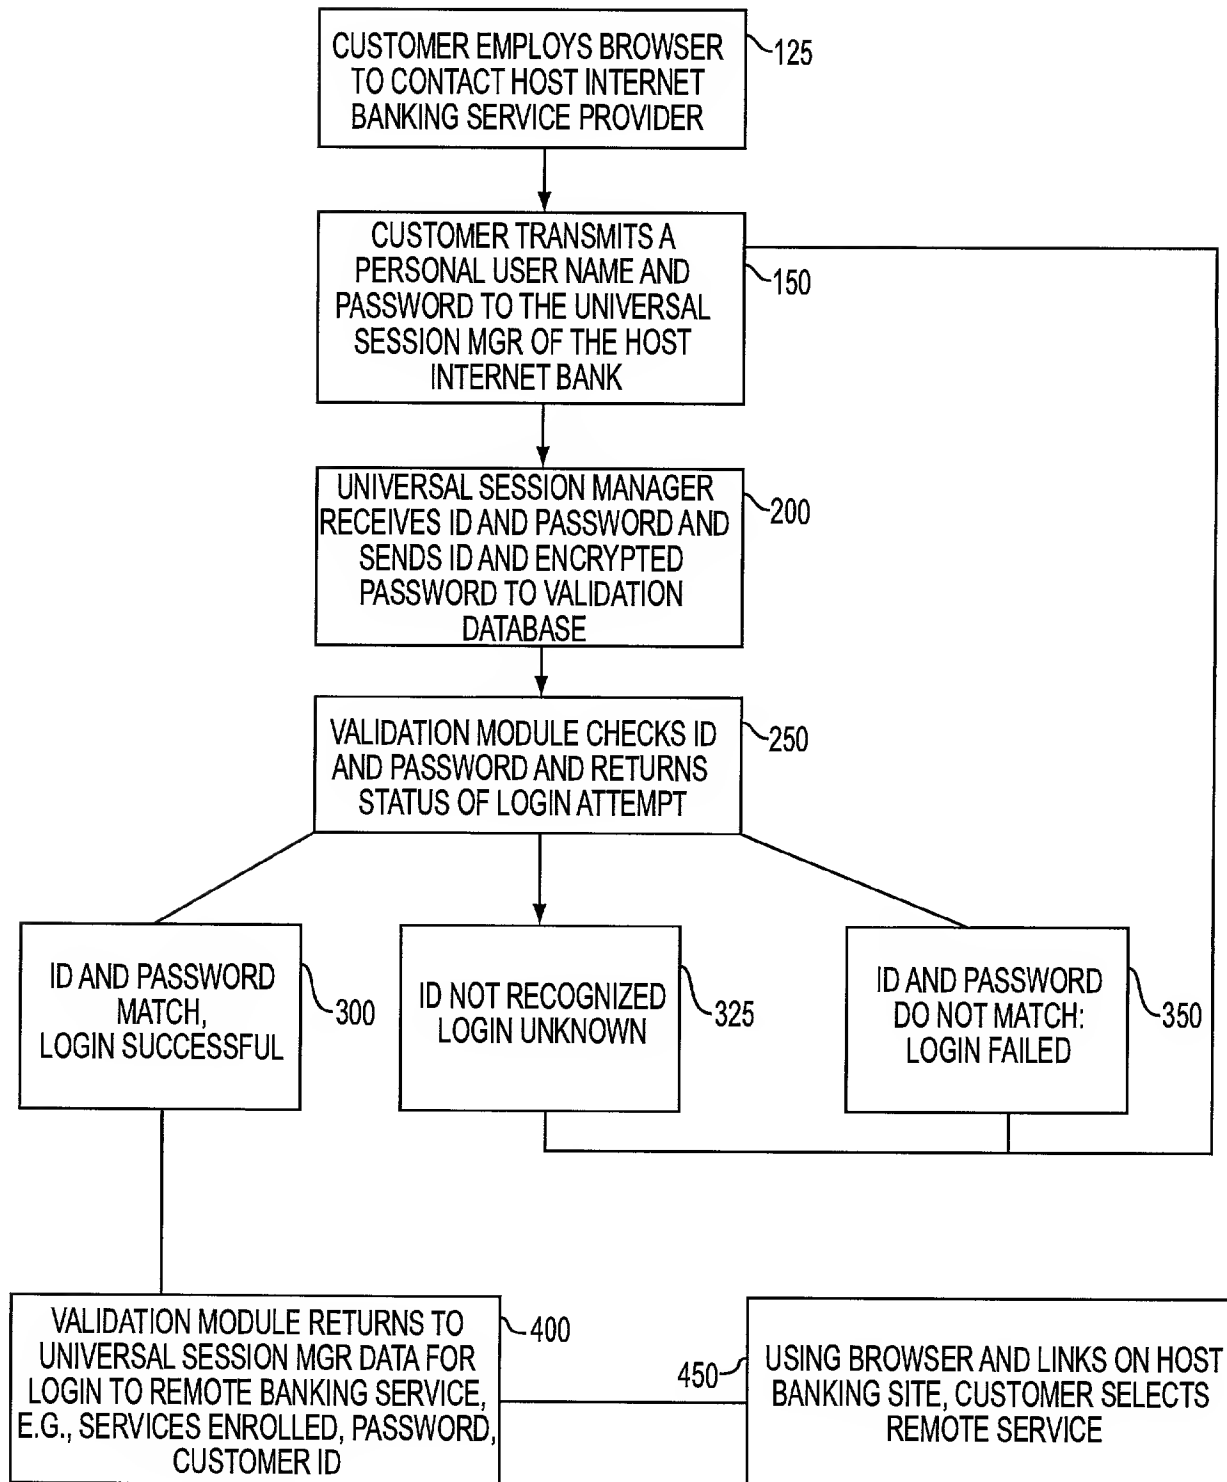 CUSTOMER EMPLOYS BROWSER
TO CONTACT HOST INTERNET
BANKING SERVICE PROVIDER
125
CUSTOMER TRANSMITS A
PERSONAL USER NAME AND
PASSWORD TO THE UNIVERSAL
SESSION MGR OF THE HOST
INTERNET BANK
150
UNIVERSAL SESSION MANAGER
RECEIVES ID AND PASSWORD AND
SENDS ID AND ENCRYPTED
PASSWORD TO VALIDATION
DATABASE
200
VALIDATION MODULE CHECKS ID
AND PASSWORD AND RETURNS
STATUS OF LOGIN ATTEMPT
250
ID AND PASSWORD
MATCH,
LOGIN SUCCESSFUL
300
ID NOT RECOGNIZED
LOGIN UNKNOWN
325
ID AND PASSWORD
DO NOT MATCH:
LOGIN FAILED
350
VALIDATION MODULE RETURNS TO
UNIVERSAL SESSION MGR DATA FOR
LOGIN TO REMOTE BANKING SERVICE,
E.G., SERVICES ENROLLED, PASSWORD,
CUSTOMER ID
400
450
USING BROWSER AND LINKS ON HOST
BANKING SITE, CUSTOMER SELECTS
REMOTE SERVICE